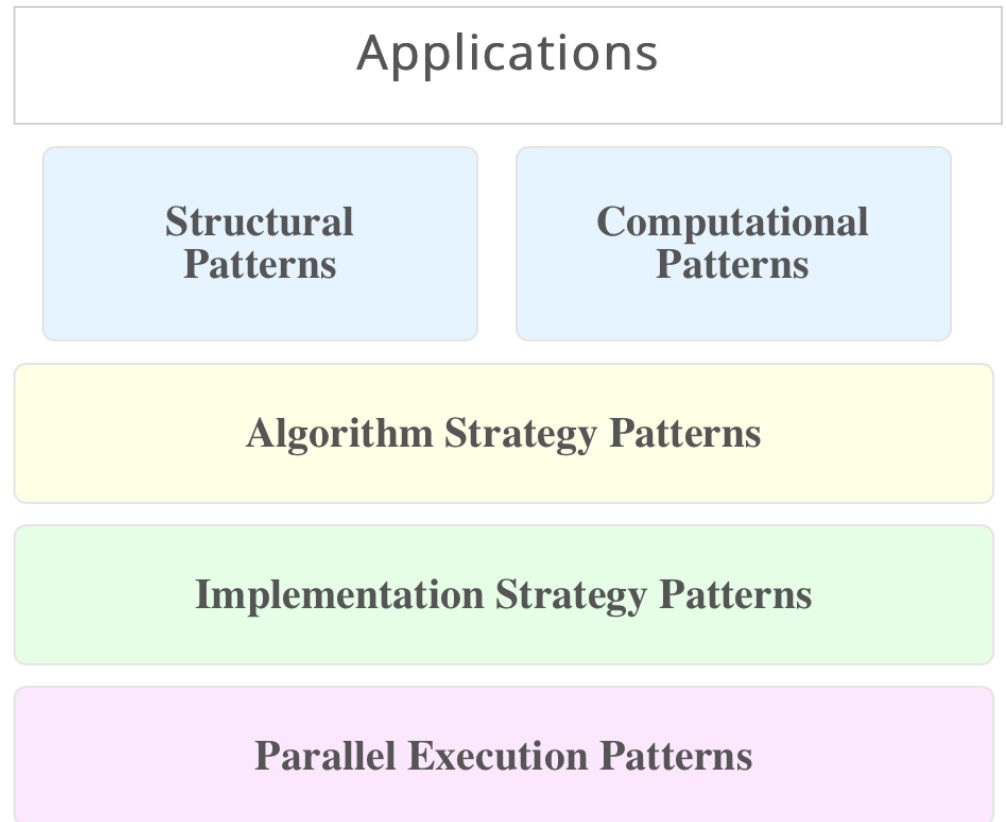 Applications
Structural
Patterns
Computational
Patterns
Algorithm Strategy Patterns
Implementation Strategy Patterns
Parallel Execution Patterns